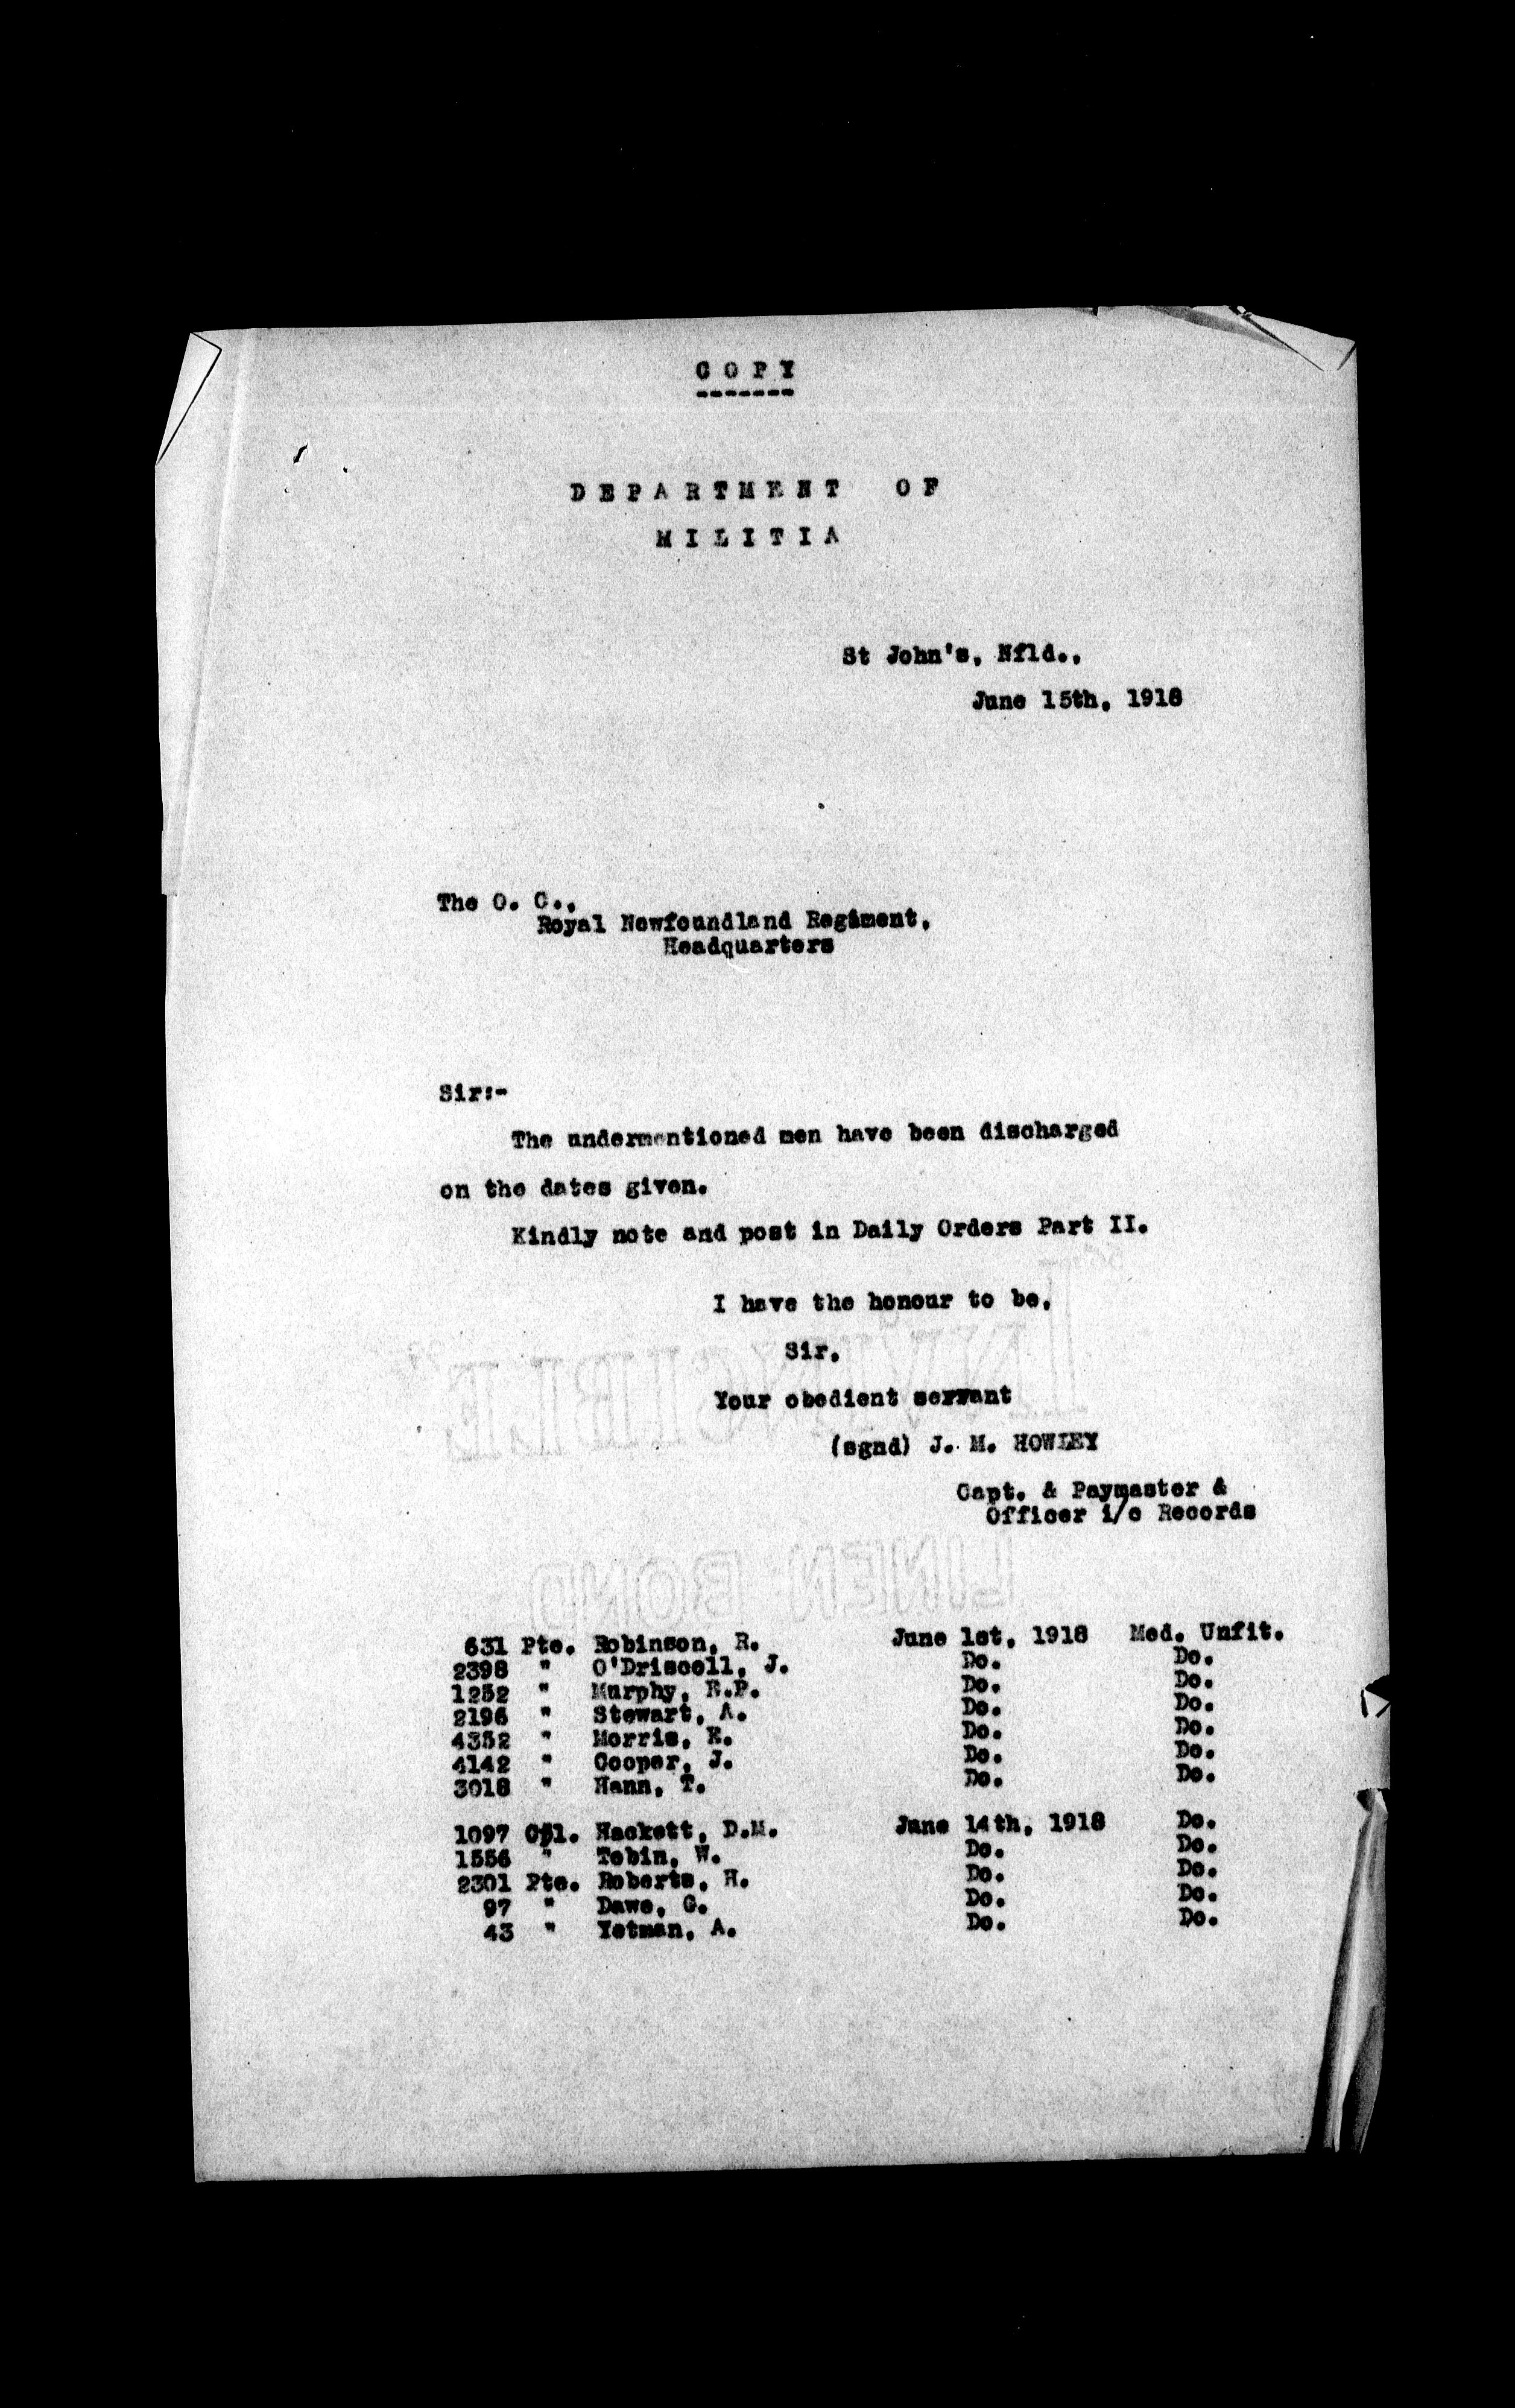 COPY
-------
DEPARTMENT OF
MILITIA
St John's, Nfld.,
June 15th, 1918
The O. C.,
Royal Newfoundland Regiment,
Headquarters
Sir:-
The undermentioned men have been discharged
on the dates given.
Kindly note and post in Daily Orders Part II.
I have the honour to be,
Sir,
Your obedient servant
(sgnd) J. M. HOWLEY
Capt. & Paymaster &
Officer i/c Records
LINEN BOND
631 Pte. Robinson, R. June 1st, 1918 Med. Unfit.
2398 " O'Driscoll, J. Do. Do.
1252 " Murphy, R.P. Do. Do.
2196 " Stewart, A. Do. Do.
4352 " Morris, E. Do. Do.
4142 " Cooper, J. Do. Do.
3018 " Hann, T. Do. Do.
1097 Cpl. Hackett, D.M. June 14th, 1918 Do.
1556 " Tobin, W. Do. Do.
2301 Pte. Roberts, H. Do. Do.
97 " Dawe, G. Do. Do.
43 " Yetman, A. Do. Do.